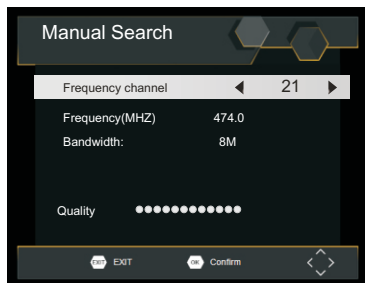 Manual Search
Frequency channel 21
Frequency(MHZ) 474.0
Bandwidth: 8M
Quality
EXIT EXIT OK Confirm